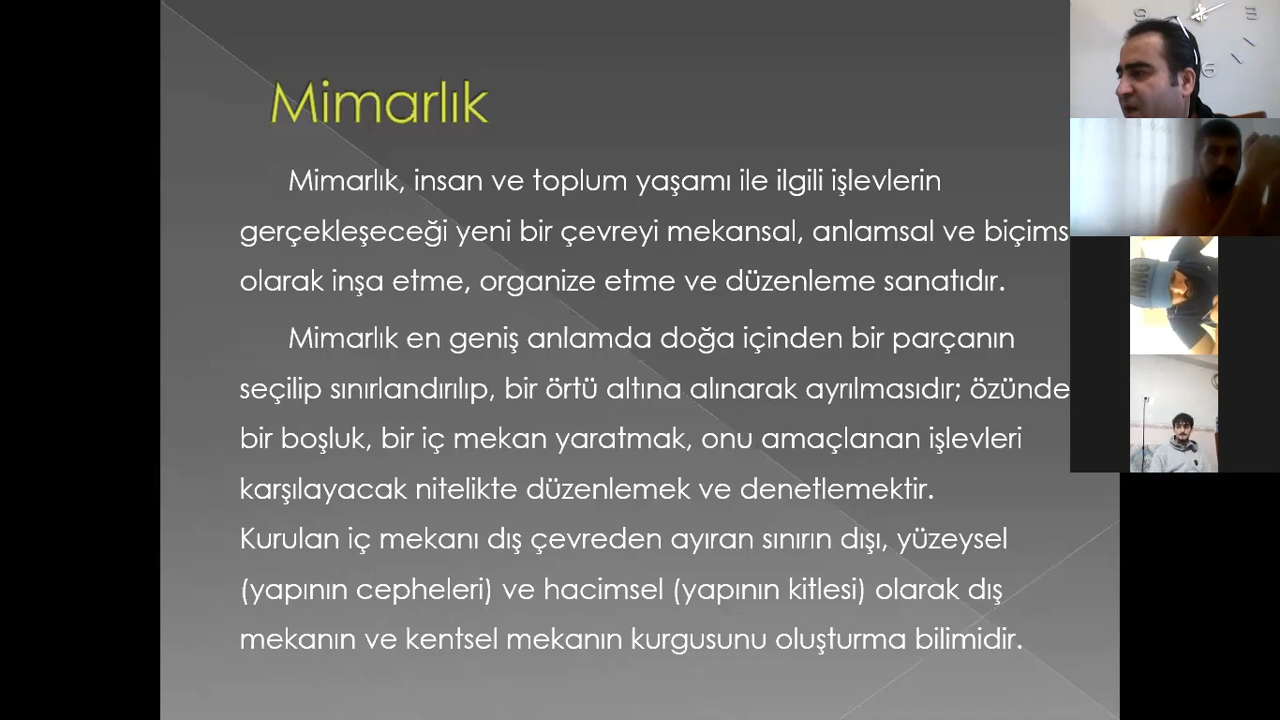 Mimarlık
Mimarlık, insan ve toplum yaşamı ile ilgili işlevlerin
gerçekleşeceği yeni bir çevreyi mekansal, anlamsal ve biçims
olarak inşa etme, organize etme ve düzenleme sanatıdır.
Mimarlık en geniş anlamda doğa içinden bir parçanın
seçilip sınırlandırılıp, bir örtü altına alınarak ayrılmasıdır; özünde
bir boşluk, bir iç mekan yaratmak, onu amaçlanan işlevleri
karşılayacak nitelikte düzenlemek ve denetlemektir.
Kurulan iç mekanı dış çevreden ayıran sınırın dışı, yüzeysel
(yapının cepheleri) ve hacimsel (yapının kitlesi) olarak dış
mekanın ve kentsel mekanın kurgusunu oluşturma bilimidir.